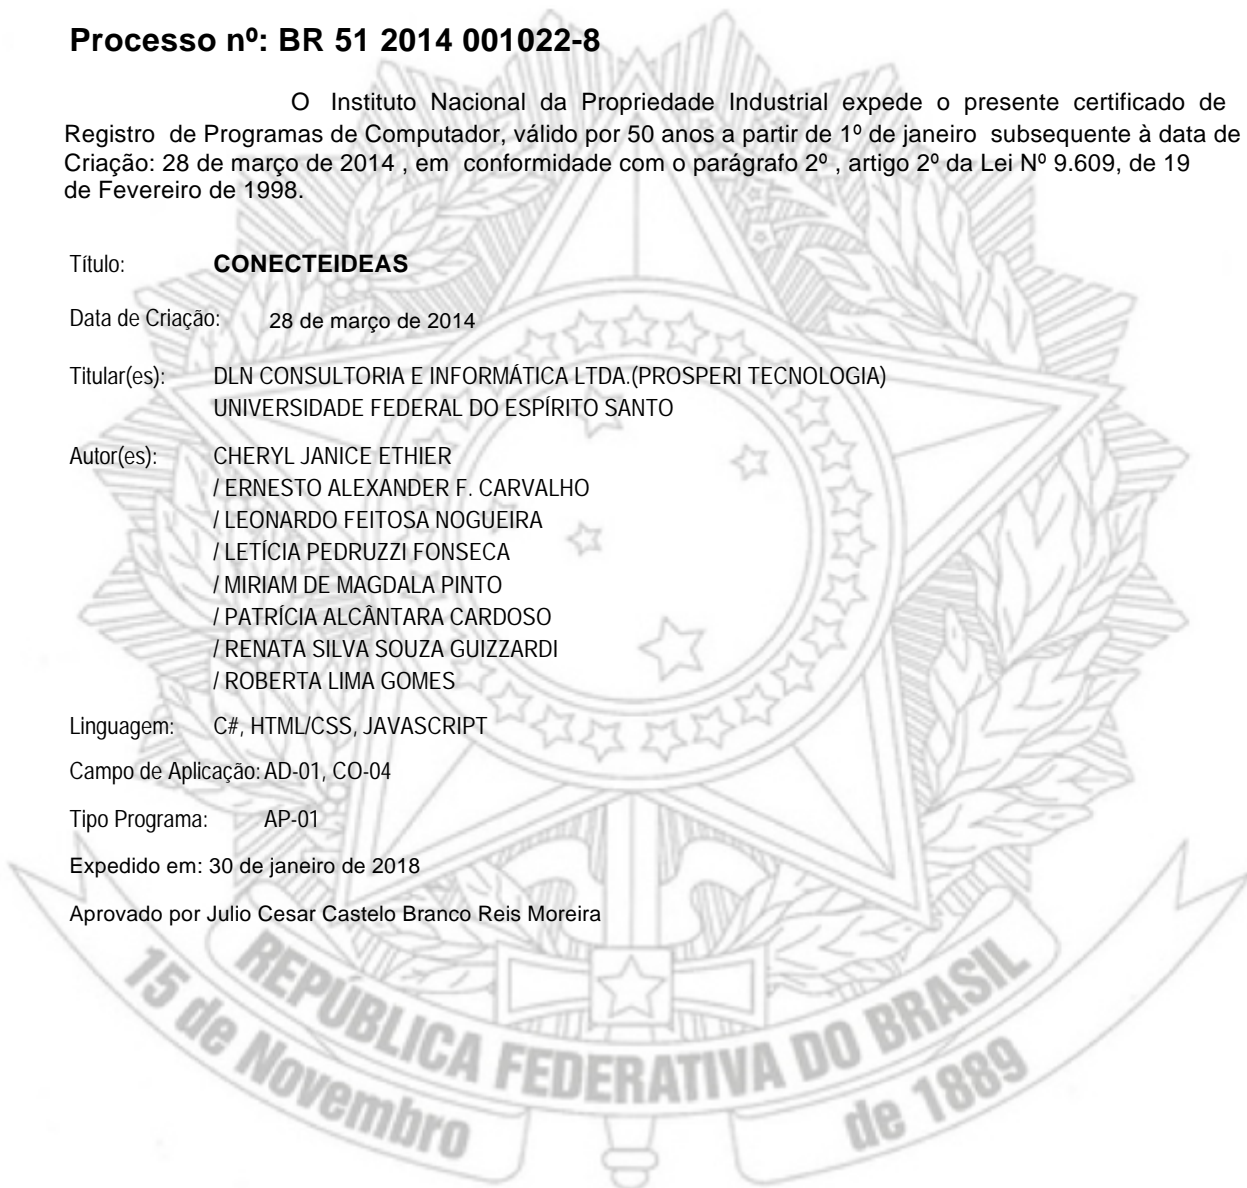 Processo nº: BR 51 2014 001022-8
O Instituto Nacional da Propriedade Industrial expede o presente certificado de
Registro de Programas de Computador, válido por 50 anos a partir de 1º de janeiro subsequente à data de
Criação: 28 de março de 2014 , em conformidade com o parágrafo 2º , artigo 2º da Lei Nº 9.609, de 19
de Fevereiro de 1998.
Título: CONECTEIDEAS
Data de Criação: 28 de março de 2014
Titular(es): DLN CONSULTORIA E INFORMÁTICA LTDA.(PROSPERI TECNOLOGIA)
UNIVERSIDADE FEDERAL DO ESPÍRITO SANTO
Autor(es): CHERYL JANICE ETHIER
/ ERNESTO ALEXANDER F. CARVALHO
/ LEONARDO FEITOSA NOGUEIRA
/ LETÍCIA PEDRUZZI FONSECA
/ MIRIAM DE MAGDALA PINTO
/ PATRÍCIA ALCÂNTARA CARDOSO
/ RENATA SILVA SOUZA GUIZZARDI
/ ROBERTA LIMA GOMES
Linguagem: C#, HTML/CSS, JAVASCRIPT
Campo de Aplicação: AD-01, CO-04
Tipo Programa: AP-01
Expedido em: 30 de janeiro de 2018
Aprovado por Julio Cesar Castelo Branco Reis Moreira
REPÚBLICA FEDERATIVA DO BRASIL
15 de Novembro de 1889